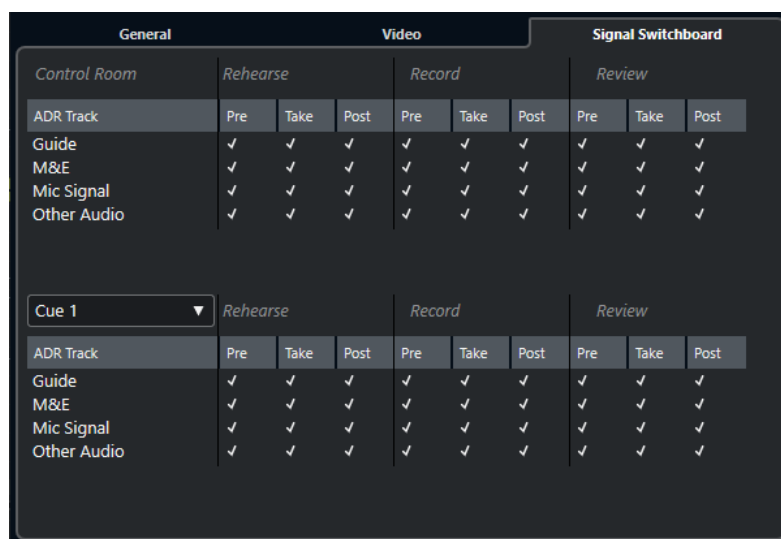 General Video Signal Switchboard
Control Room Rehearse Record Review
ADR Track Pre Take Post Pre Take Post Pre Take Post
Guide
M&E
Mic Signal
Other Audio
Cue 1 Rehearse Record Review
ADR Track Pre Take Post Pre Take Post Pre Take Post
Guide
M&E
Mic Signal
Other Audio